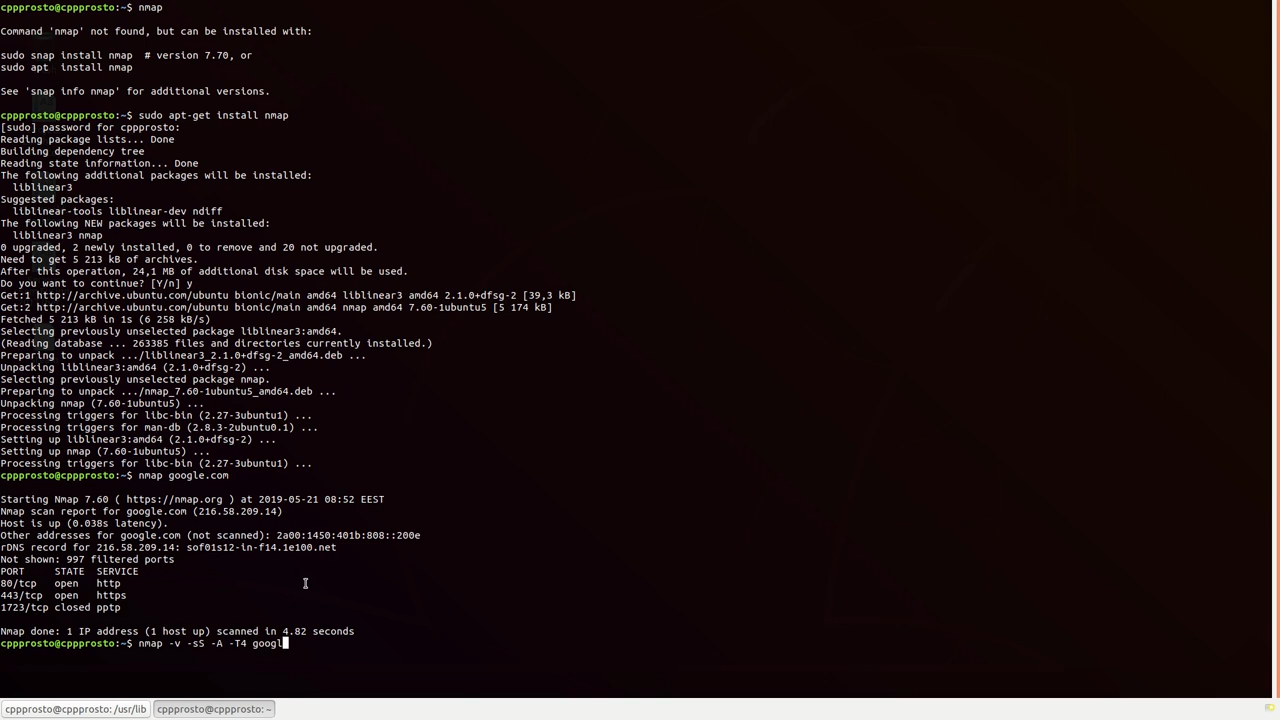 cppprosto@cppprosto:~$ nmap
Command 'nmap' not found, but can be installed with:
sudo snap install nmap  # version 7.70, or
sudo apt  install nmap
See 'snap info nmap' for additional versions.
cppprosto@cppprosto:~$ sudo apt-get install nmap
[sudo] password for cppprosto:
Reading package lists... Done
Building dependency tree
Reading state information... Done
The following additional packages will be installed:
  liblinear3
Suggested packages:
  liblinear-tools liblinear-dev ndiff
The following NEW packages will be installed:
  liblinear3 nmap
0 upgraded, 2 newly installed, 0 to remove and 20 not upgraded.
Need to get 5 213 kB of archives.
After this operation, 24,1 MB of additional disk space will be used.
Do you want to continue? [Y/n] y
Get:1 http://archive.ubuntu.com/ubuntu bionic/main amd64 liblinear3 amd64 2.1.0+dfsg-2 [39,3 kB]
Get:2 http://archive.ubuntu.com/ubuntu bionic/main amd64 nmap amd64 7.60-1ubuntu5 [5 174 kB]
Fetched 5 213 kB in 1s (6 258 kB/s)
Selecting previously unselected package liblinear3:amd64.
(Reading database ... 263385 files and directories currently installed.)
Preparing to unpack .../liblinear3_2.1.0+dfsg-2_amd64.deb ...
Unpacking liblinear3:amd64 (2.1.0+dfsg-2) ...
Selecting previously unselected package nmap.
Preparing to unpack .../nmap_7.60-1ubuntu5_amd64.deb ...
Unpacking nmap (7.60-1ubuntu5) ...
Processing triggers for libc-bin (2.27-3ubuntu1) ...
Processing triggers for man-db (2.8.3-2ubuntu0.1) ...
Setting up liblinear3:amd64 (2.1.0+dfsg-2) ...
Setting up nmap (7.60-1ubuntu5) ...
Processing triggers for libc-bin (2.27-3ubuntu1) ...
cppprosto@cppprosto:~$ nmap google.com
Starting Nmap 7.60 ( https://nmap.org ) at 2019-05-21 08:52 EEST
Nmap scan report for google.com (216.58.209.14)
Host is up (0.038s latency).
Other addresses for google.com (not scanned): 2a00:1450:401b:808::200e
rDNS record for 216.58.209.14: sof01s12-in-f14.1e100.net
Not shown: 997 filtered ports
PORT     STATE  SERVICE
80/tcp   open   http
443/tcp  open   https
1723/tcp closed pptp
Nmap done: 1 IP address (1 host up) scanned in 4.82 seconds
cppprosto@cppprosto:~$ nmap -v -sS -A -T4 googl
cppprosto@cppprosto: /usr/lib
cppprosto@cppprosto: ~